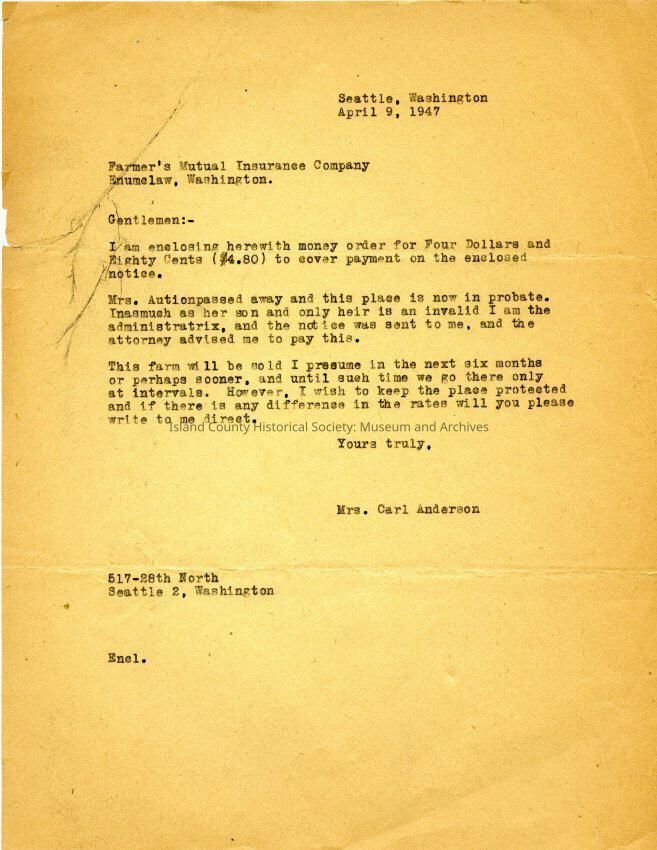 Seattle, Washington
April 9, 1947
Farmer's Mutual Insurance Company
Enumclaw, Washington.
Gentlemen:-
I am enclosing herewith money order for Four Dollars and
Eighty Cents ($4.80) to cover payment on the enclosed
notice.
Mrs. Autionpassed away and this place is now in probate.
Inasmuch as her son and only heir is an invalid I am the
administratrix, and the notice was sent to me, and the
attorney advised me to pay this.
This farm will be sold I presume in the next six months
or perhaps sooner, and until such time we go there only
at intervals. However, I wish to keep the place protected
and if there is any difference in the rates will you please
write to me direct.
Island County Historical Society: Museum and Archives
Yours truly,
Mrs. Carl Anderson
517-28th North
Seattle 2, Washington
Encl.